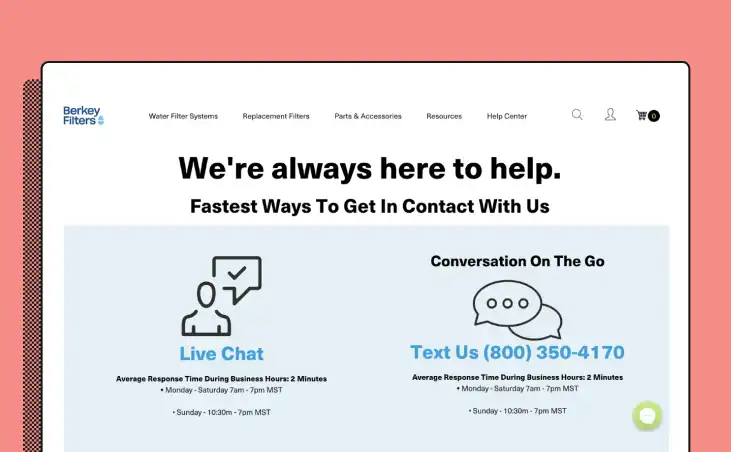 Berkey
Filters
Water Filter Systems
Replacement Filters
Parts & Accessories
Resources
Help Center
0
We're always here to help.
Fastest Ways To Get In Contact With Us
Live Chat
Average Response Time During Business Hours: 2 Minutes
• Monday - Saturday 7am - 7pm MST
• Sunday - 10:30m - 7pm MST
Conversation On The Go
Text Us (800) 350-4170
Average Response Time During Business Hours: 2 Minutes
• Monday - Saturday 7am - 7pm MST
• Sunday - 10:30m - 7pm MST